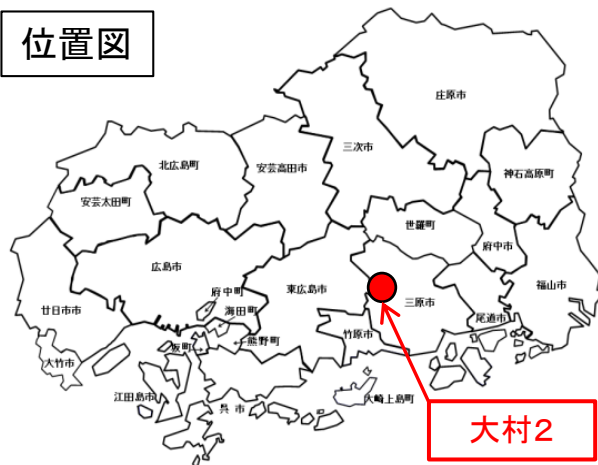 位置図
庄原市
三次市
北広島町
安芸高田市
神石高原町
安芸太田町
世羅町
府中市
広島市
東広島市
福山市
府中町
三原市
廿日市市
海田町
尾道市
竹原市
坂町
熊野町
大竹市
江田島市
大崎上島町
呉市
大村2